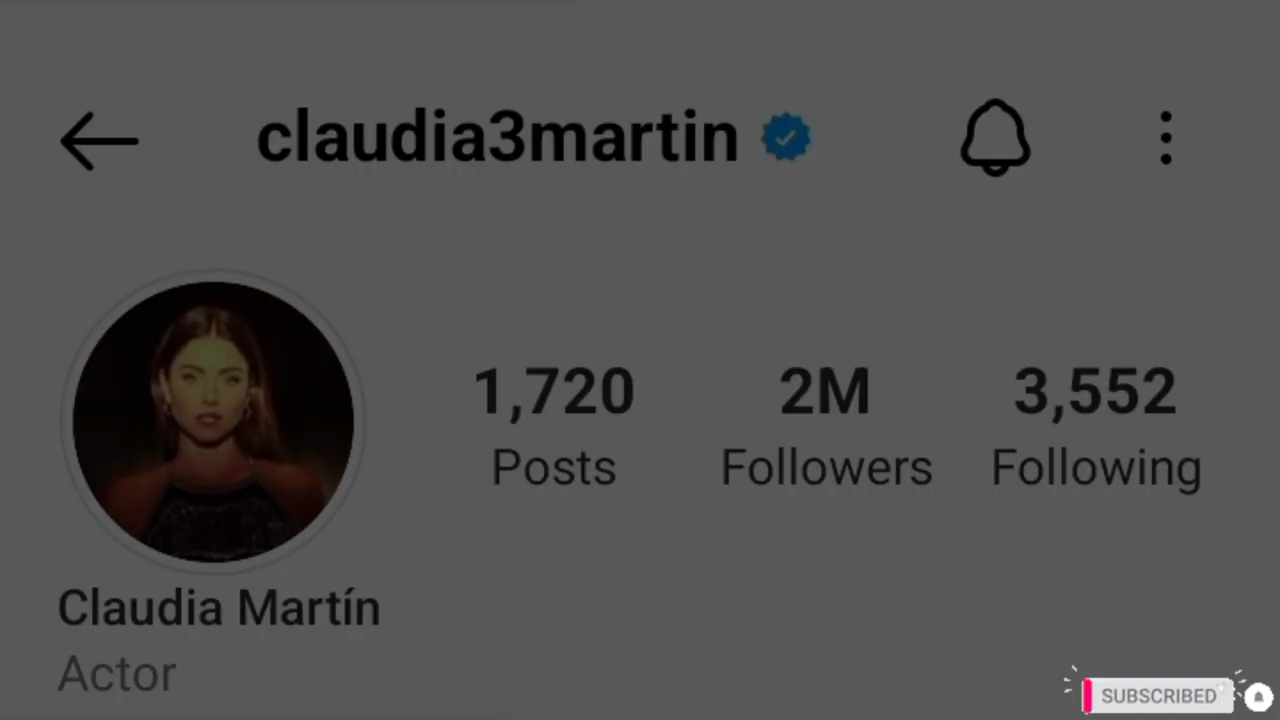 claudia3martin
1,720 2M 3,552
Posts Followers Following
Claudia Martín
Actor
SUBSCRIBED